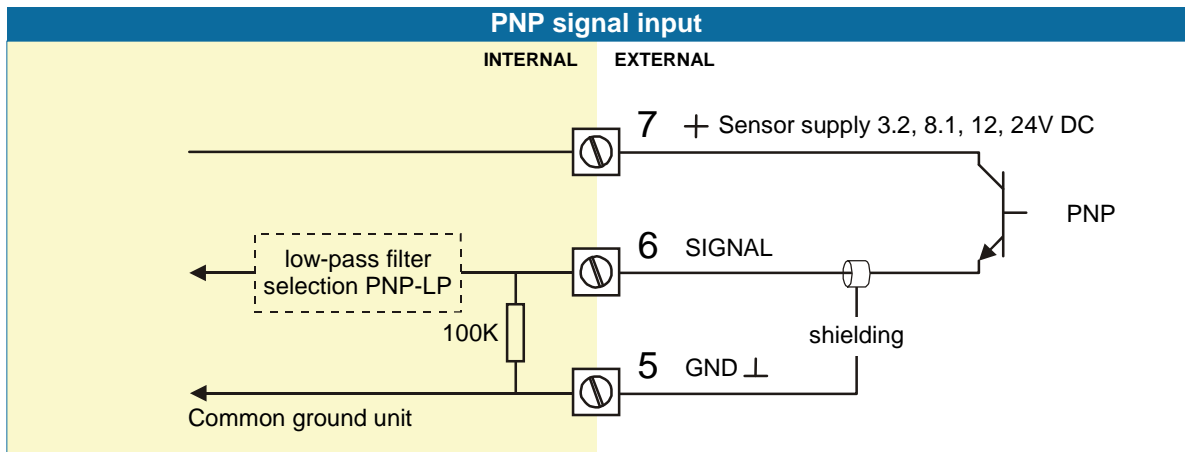 PNP signal input
INTERNAL EXTERNAL
7 + Sensor supply 3.2, 8.1, 12, 24V DC
PNP
6 SIGNAL
low-pass filter
selection PNP-LP
100K
shielding
5 GND ⊥
Common ground unit